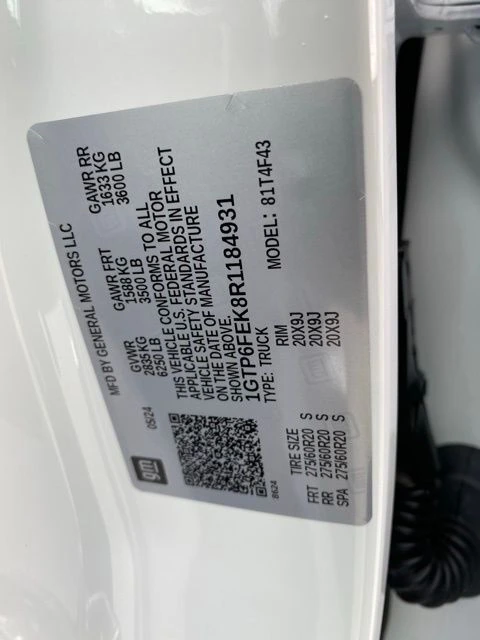 gm
MFD BY GENERAL MOTORS LLC
05/24
GVWR GAWR FRT GAWR RR
2835KG 1588 KG 1633 KG
6250 LB 3500 LB 3600 LB
THIS VEHICLE CONFORMS TO ALL
APPLICABLE U.S. FEDERAL MOTOR
VEHICLE SAFETY STANDARDS IN EFFECT
ON THE DATE OF MANUFACTURE
SHOWN ABOVE.
1GTP6FEK8R1184931
TYPE: TRUCK MODEL: 81T4F43
8624
TIRE SIZE RIM
FRT 275/60R20 S 20X9J
RR 275/60R20 S 20X9J
SPA 275/60R20 S 20X9J